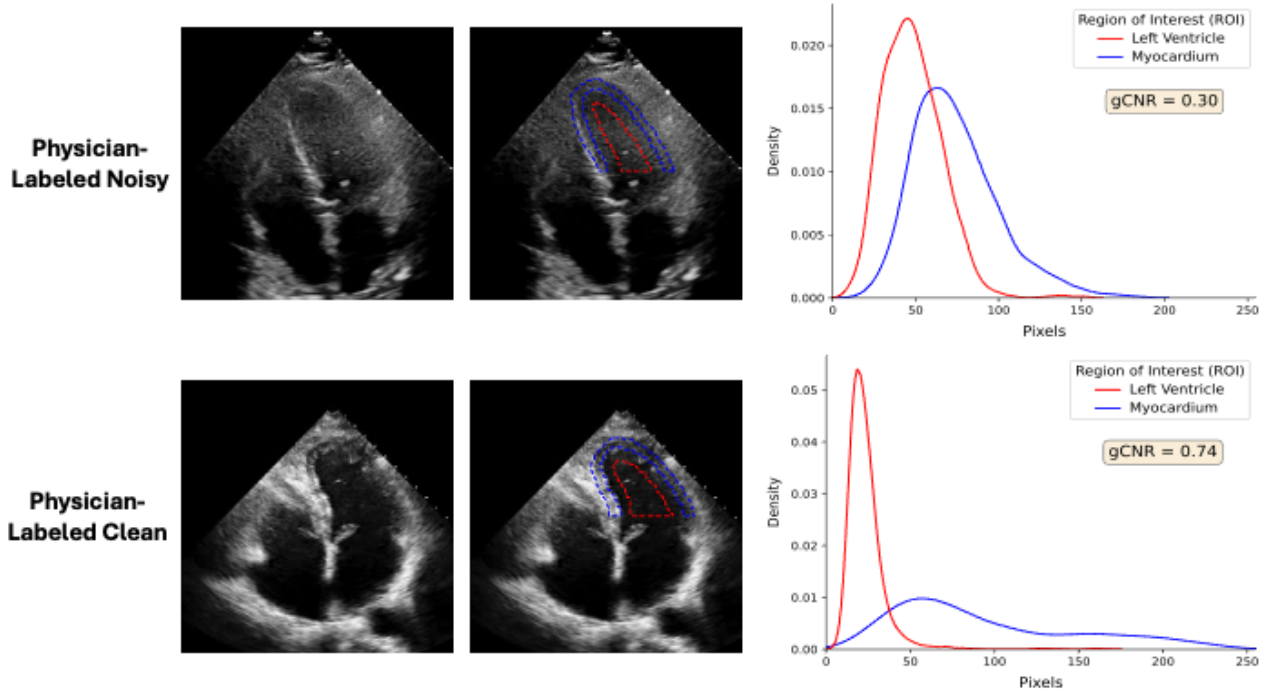 Physician-
Labeled Noisy
Region of Interest (ROI)
Left Ventricle
Myocardium
gCNR = 0.30
Density
0.020
0.015
0.010
0.005
0.000
0
50
100
150
200
250
Pixels
Physician-
Labeled Clean
Region of Interest (ROI)
Left Ventricle
Myocardium
gCNR = 0.74
Density
0.05
0.04
0.03
0.02
0.01
0.00
0
50
100
150
200
250
Pixels